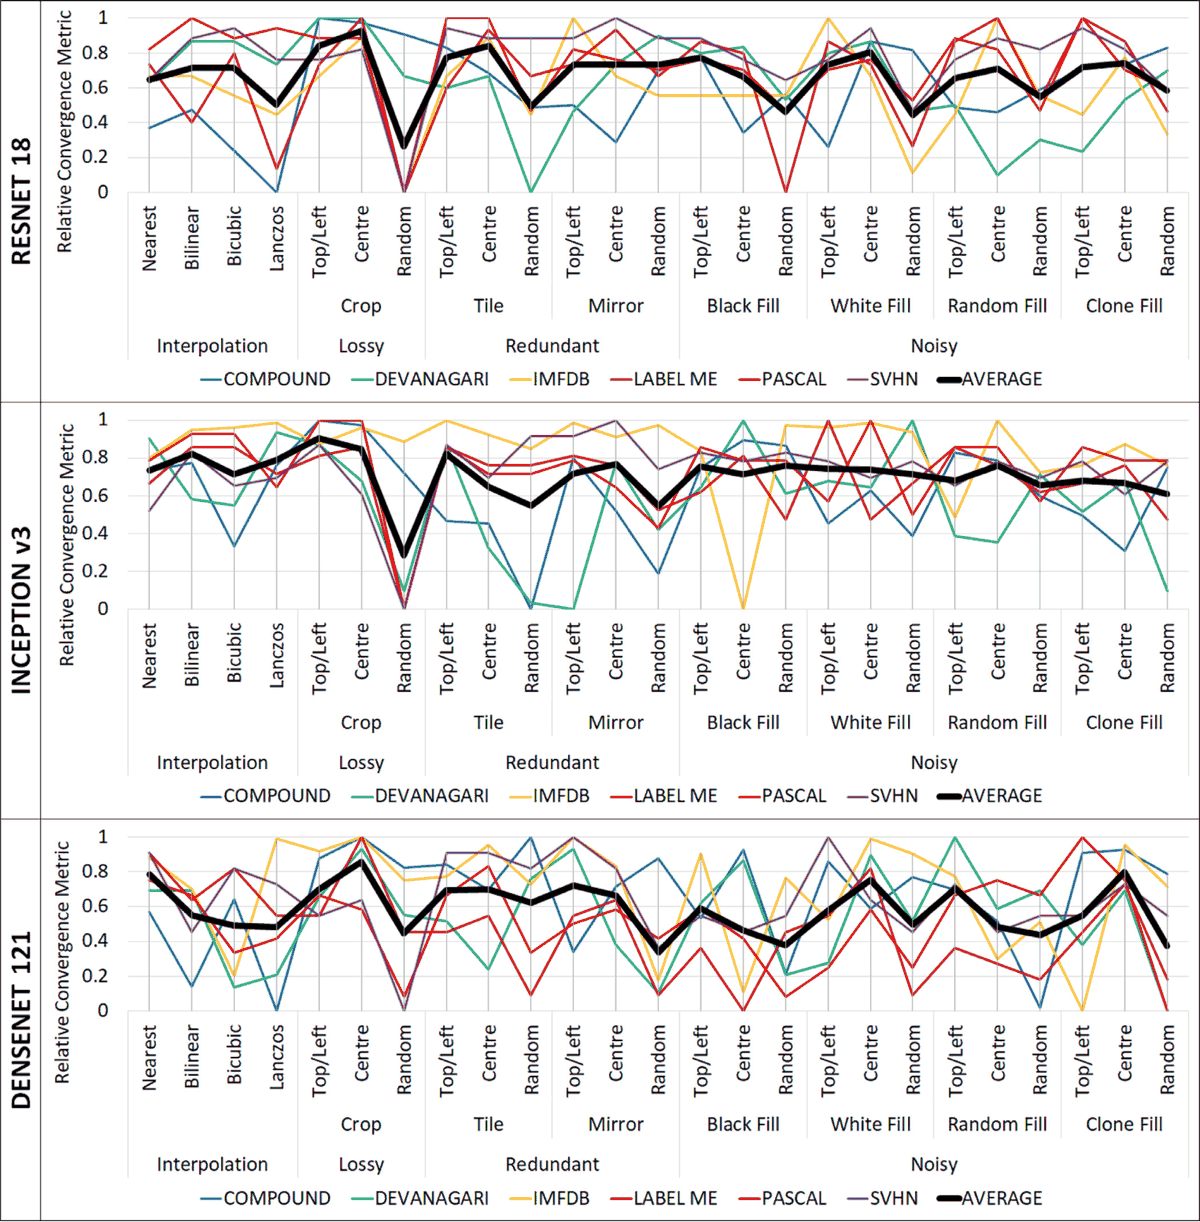 RESNET 18
Relative Convergence Metric
1
0.8
0.6
0.4
0.2
0
Nearest Bilinear Bicubic Lanczos Top/Left Centre Random Top/Left Centre Random Top/Left Centre Random Top/Left Centre Random Top/Left Centre Random Top/Left Centre Random Top/Left Centre Random
Crop Tile Mirror Black Fill White Fill Random Fill Clone Fill
Interpolation Lossy Redundant Noisy
COMPOUND DEVANAGARI IMFDB LABEL ME PASCAL SVHN AVERAGE
INCEPTION v3
Relative Convergence Metric
1
0.8
0.6
0.4
0.2
0
Nearest Bilinear Bicubic Lanczos Top/Left Centre Random Top/Left Centre Random Top/Left Centre Random Top/Left Centre Random Top/Left Centre Random Top/Left Centre Random Top/Left Centre Random
Crop Tile Mirror Black Fill White Fill Random Fill Clone Fill
Interpolation Lossy Redundant Noisy
COMPOUND DEVANAGARI IMFDB LABEL ME PASCAL SVHN AVERAGE
DENSENET 121
Relative Convergence Metric
1
0.8
0.6
0.4
0.2
0
Nearest Bilinear Bicubic Lanczos Top/Left Centre Random Top/Left Centre Random Top/Left Centre Random Top/Left Centre Random Top/Left Centre Random Top/Left Centre Random Top/Left Centre Random
Crop Tile Mirror Black Fill White Fill Random Fill Clone Fill
Interpolation Lossy Redundant Noisy
COMPOUND DEVANAGARI IMFDB LABEL ME PASCAL SVHN AVERAGE